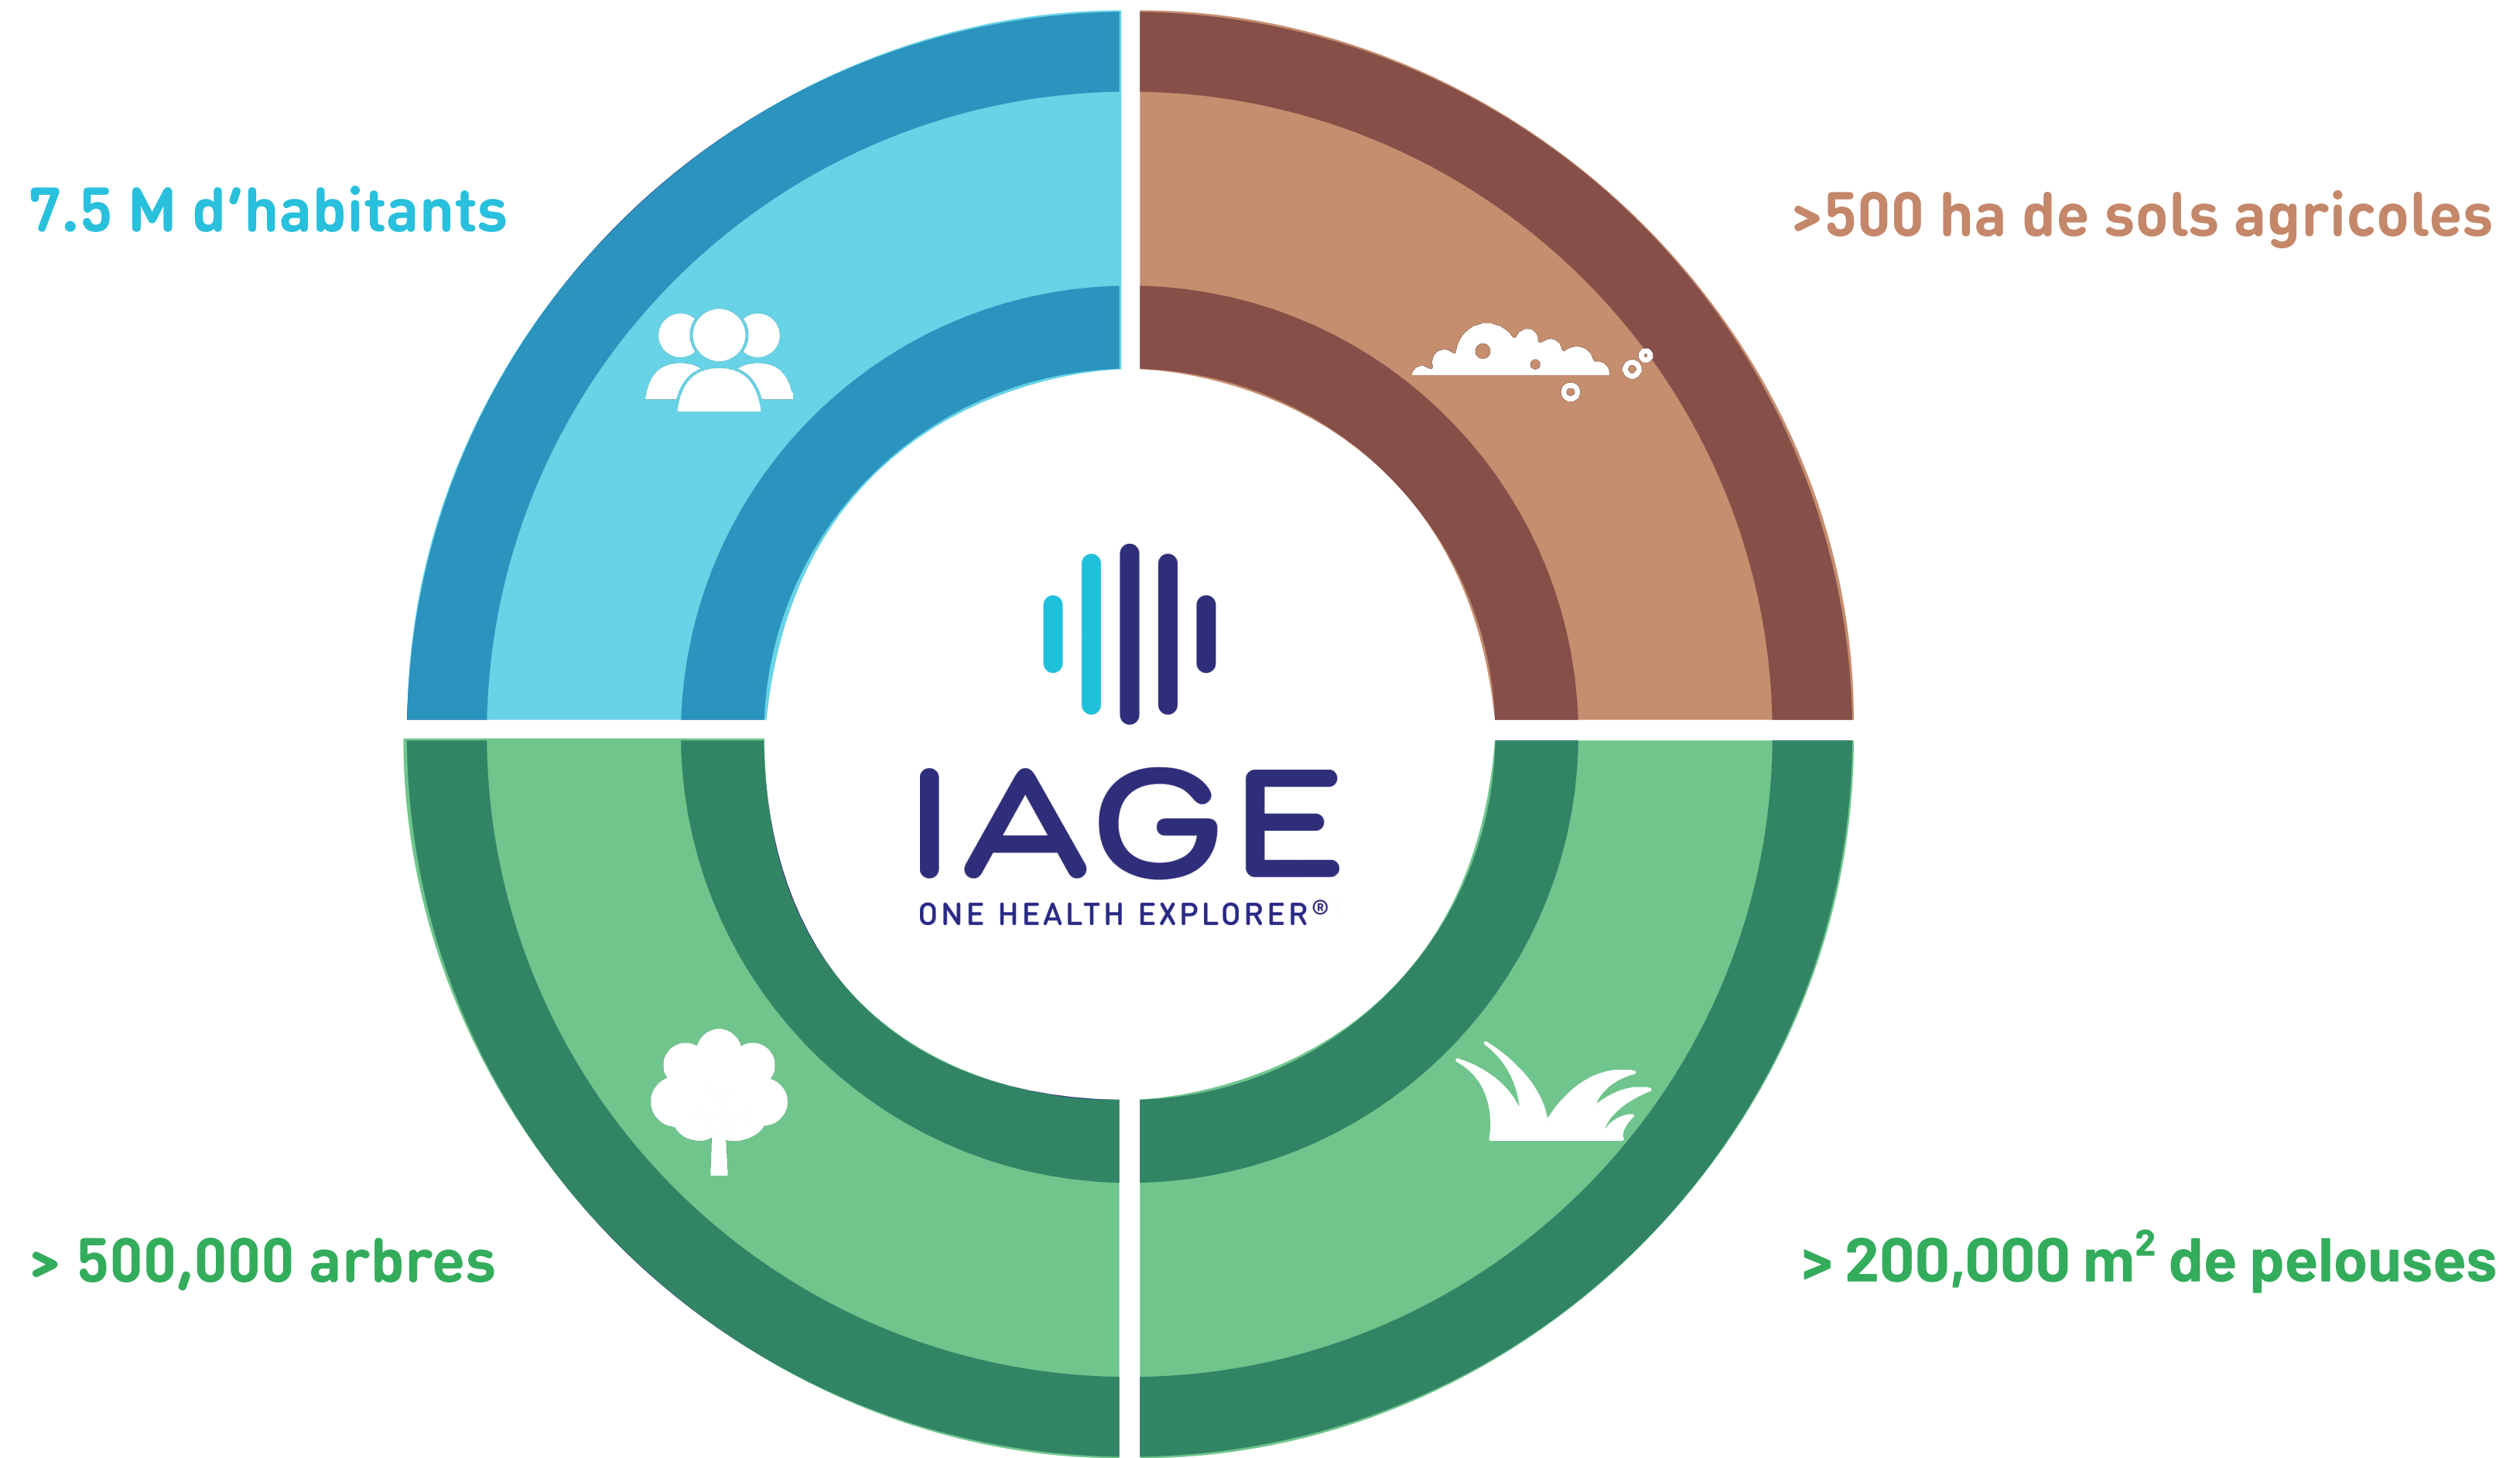 7.5 M d’habitants
>500 ha de sols agricoles
IAGE
ONE HEALTH EXPLORER®
> 500,000 arbres
> 200,000 m² de pelouses